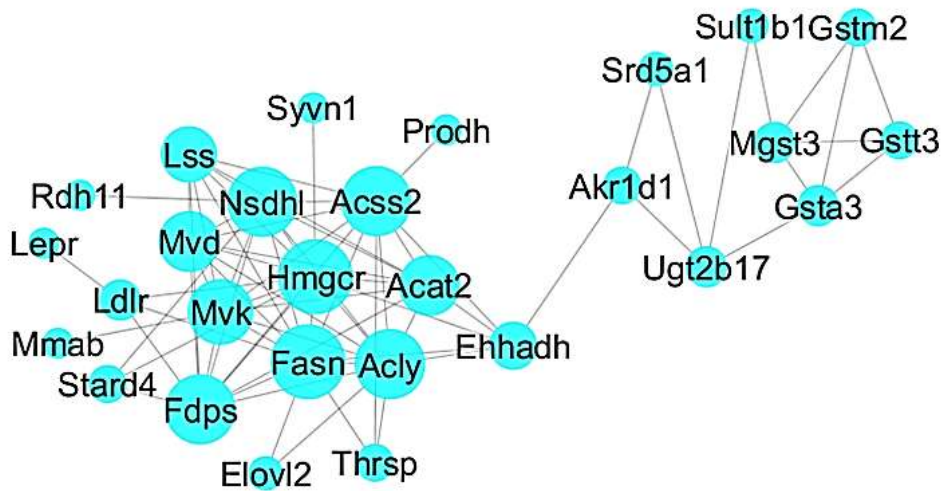 Sult1b1
Gstm2
Srd5a1
Syvn1
Prodh
Mgst3
Gstt3
Lss
Rdh11
Nsdhl
Acss2
Akr1d1
Gsta3
Lepr
Mvd
Hmgcr
Acat2
Ugt2b17
Ldlr
Mvk
Mmab
Fasn
Acly
Ehhadh
Stard4
Fdps
Elovl2
Thrsp